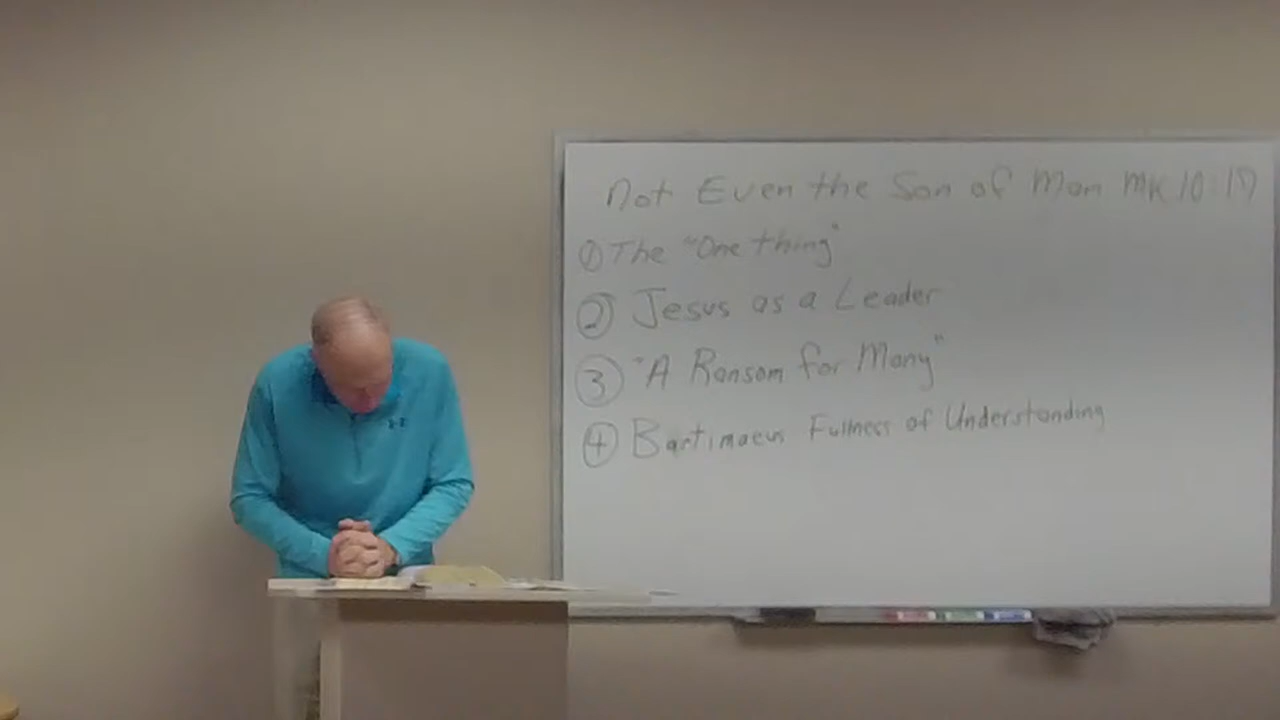 Not Even the Son of Man Mk 10:17
① The "One thing"
② Jesus as a Leader
③ "A Ransom for Many"
④ Bartimaeus Fullness of Understanding